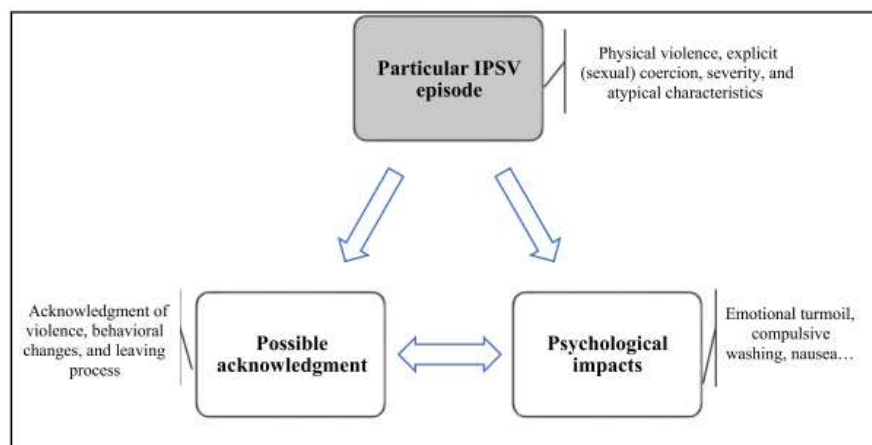 Particular IPSV
episode
Physical violence, explicit
(sexual) coercion, severity, and
atypical characteristics
Acknowledgment of
violence, behavioral
changes, and leaving
process
Possible
acknowledgment
Psychological
impacts
Emotional turmoil,
compulsive
washing, nausea…